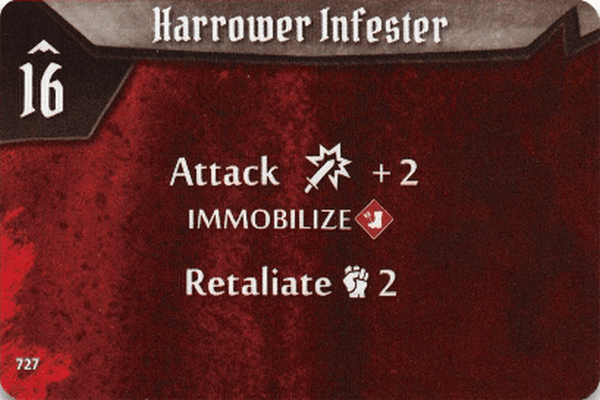 Harrower Infester
16
Attack + 2
IMMOBILIZE
Retaliate 2
727